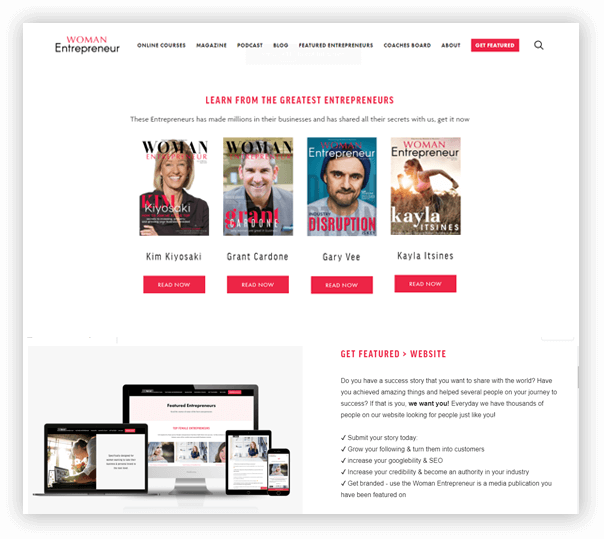 WOMAN
Entrepreneur
ONLINE COURSES MAGAZINE PODCAST BLOG FEATURED ENTREPRENEURS COACHES BOARD ABOUT GET FEATURED
LEARN FROM THE GREATEST ENTREPRENEURS
These Entrepreneurs has made millions in their businesses and has shared all their secrets with us, get it now
WOMAN
ENTREPRENEUR
KIM
Kiyosaki
WOMAN
ENTREPRENEUR
grant
CARDONE
WOMAN
Entrepreneur
INDUSTRY
DISRUPTION
WOMAN
Entrepreneur
kayla
ITSINES
Kim Kiyosaki Grant Cardone Gary Vee Kayla Itsines
READ NOW READ NOW READ NOW READ NOW
Featured Entrepreneurs
TOP FEMALE ENTREPRENEURS
GET FEATURED > WEBSITE
Do you have a success story that you want to share with the world? Have
you achieved amazing things and helped several people on your journey to
success? If that is you, we want you! Everyday we have thousands of
people on our website looking for people just like you!
✓ Submit your story today.
✓ Grow your following & turn them into customers
✓ increase your googlebility & SEO
✓ Increase your credibility & become an authority in your industry
✓ Get branded - use the Woman Entrepreneur is a media publication you
have been featured on